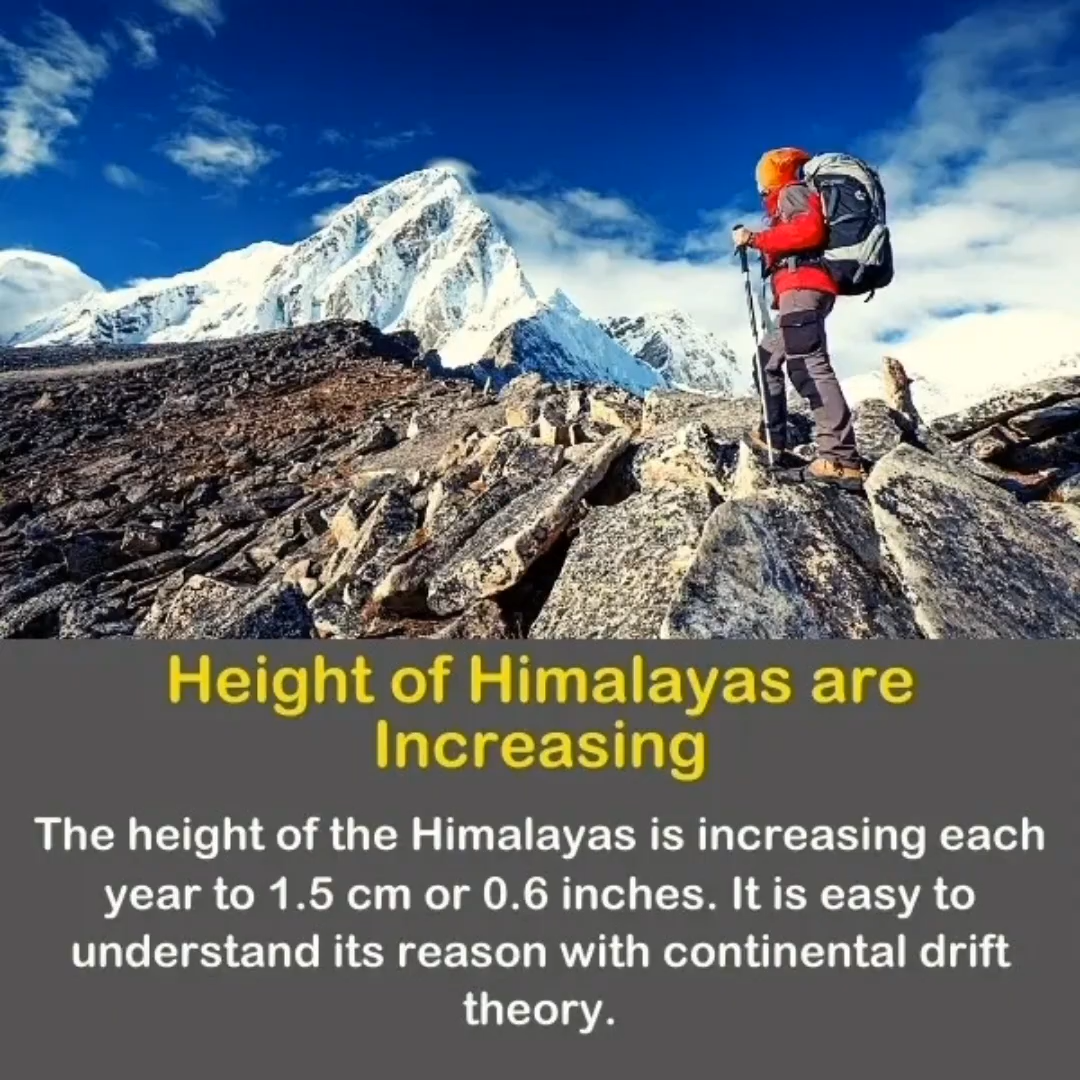 Height of Himalayas are
Increasing
The height of the Himalayas is increasing each
year to 1.5 cm or 0.6 inches. It is easy to
understand its reason with continental drift
theory.